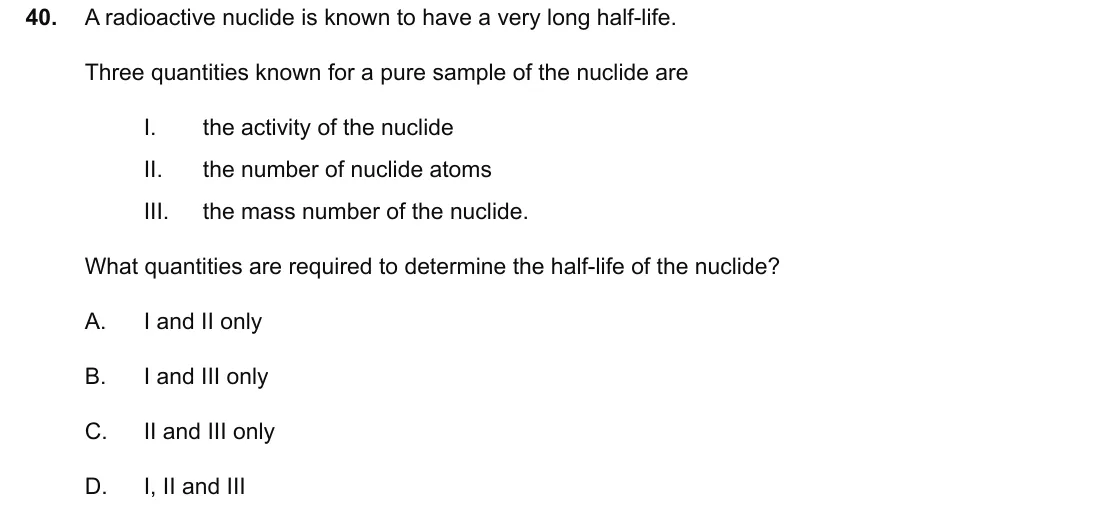 40. A radioactive nuclide is known to have a very long half-life.
Three quantities known for a pure sample of the nuclide are
I. the activity of the nuclide
II. the number of nuclide atoms
III. the mass number of the nuclide.
What quantities are required to determine the half-life of the nuclide?
A. I and II only
B. I and III only
C. II and III only
D. I, II and III